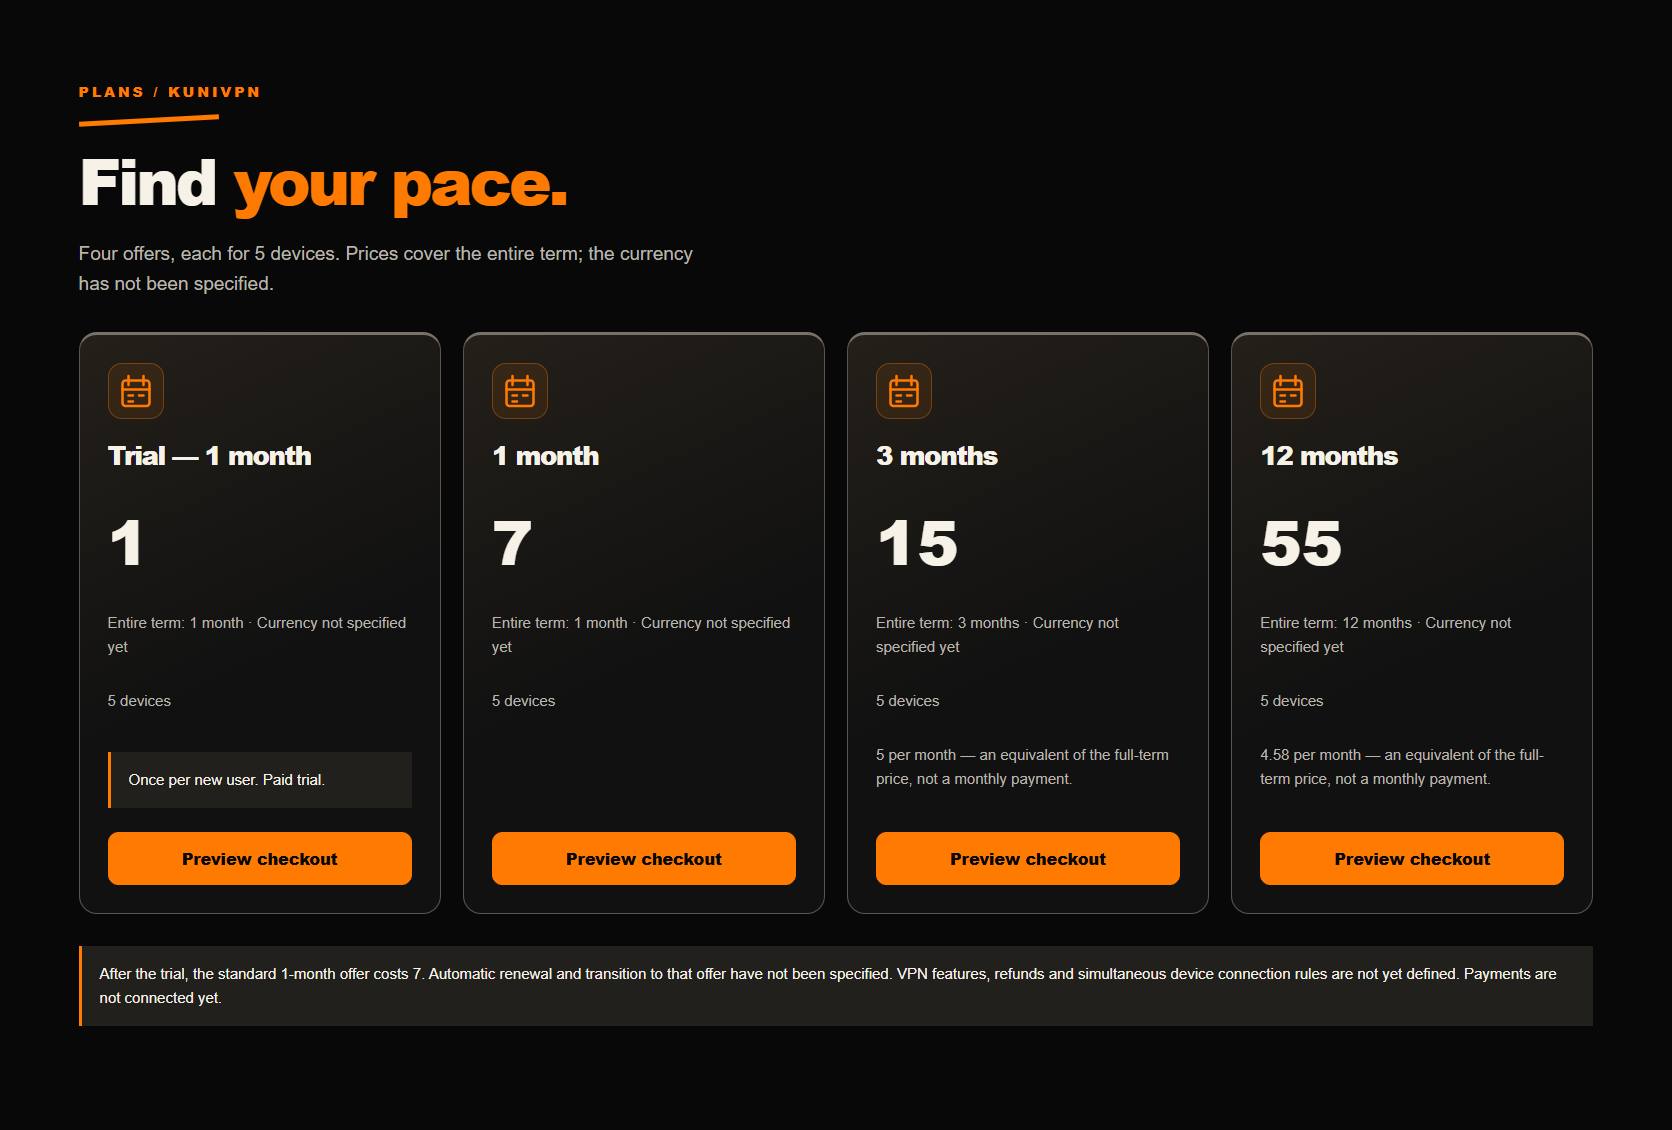 PLANS / KUNIVPN
Find your pace.
Four offers, each for 5 devices. Prices cover the entire term; the currency
has not been specified.
Trial — 1 month
1
Entire term: 1 month · Currency not specified
yet
5 devices
Once per new user. Paid trial.
Preview checkout
1 month
7
Entire term: 1 month · Currency not specified
yet
5 devices
Preview checkout
3 months
15
Entire term: 3 months · Currency not
specified yet
5 devices
5 per month — an equivalent of the full-term
price, not a monthly payment.
Preview checkout
12 months
55
Entire term: 12 months · Currency not
specified yet
5 devices
4.58 per month — an equivalent of the full-
term price, not a monthly payment.
Preview checkout
After the trial, the standard 1-month offer costs 7. Automatic renewal and transition to that offer have not been specified. VPN features, refunds and simultaneous device connection rules are not yet defined. Payments are
not connected yet.